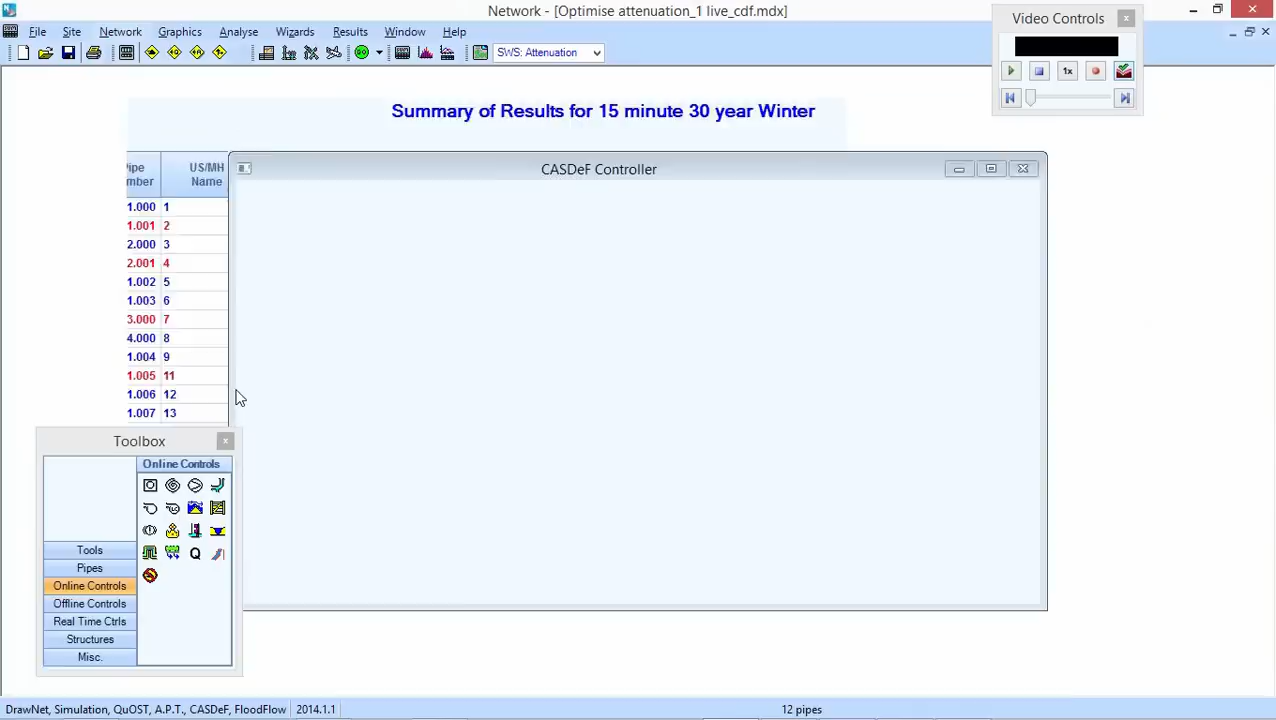 Network - [Optimise attenuation_1 live_cdf.mdx]
File Site Network Graphics Analyse Wizards Results Window Help
GO SWS: Attenuation
Video Controls
1x
Summary of Results for 15 minute 30 year Winter
ipe US/MH
mber Name
1.000 1
1.001 2
2.000 3
2.001 4
1.002 5
1.003 6
3.000 7
4.000 8
1.004 9
1.005 11
1.006 12
1.007 13
CASDeF Controller
Toolbox
Online Controls
Q
Tools
Pipes
Online Controls
Offline Controls
Real Time Ctrls
Structures
Misc.
DrawNet, Simulation, QuOST, A.P.T., CASDeF, FloodFlow 2014.1.1 12 pipes